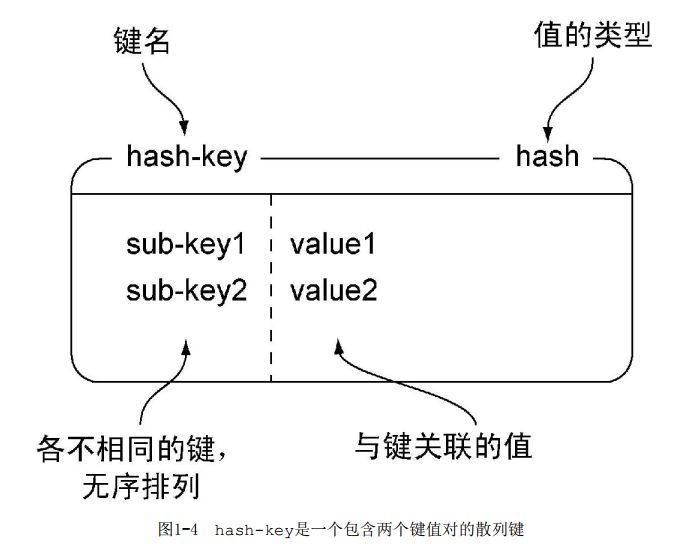 键名
值的类型
hash-key
hash
sub-key1
value1
sub-key2
value2
各不相同的键，
无序排列
与键关联的值
图1-4 hash-key是一个包含两个键值对的散列键